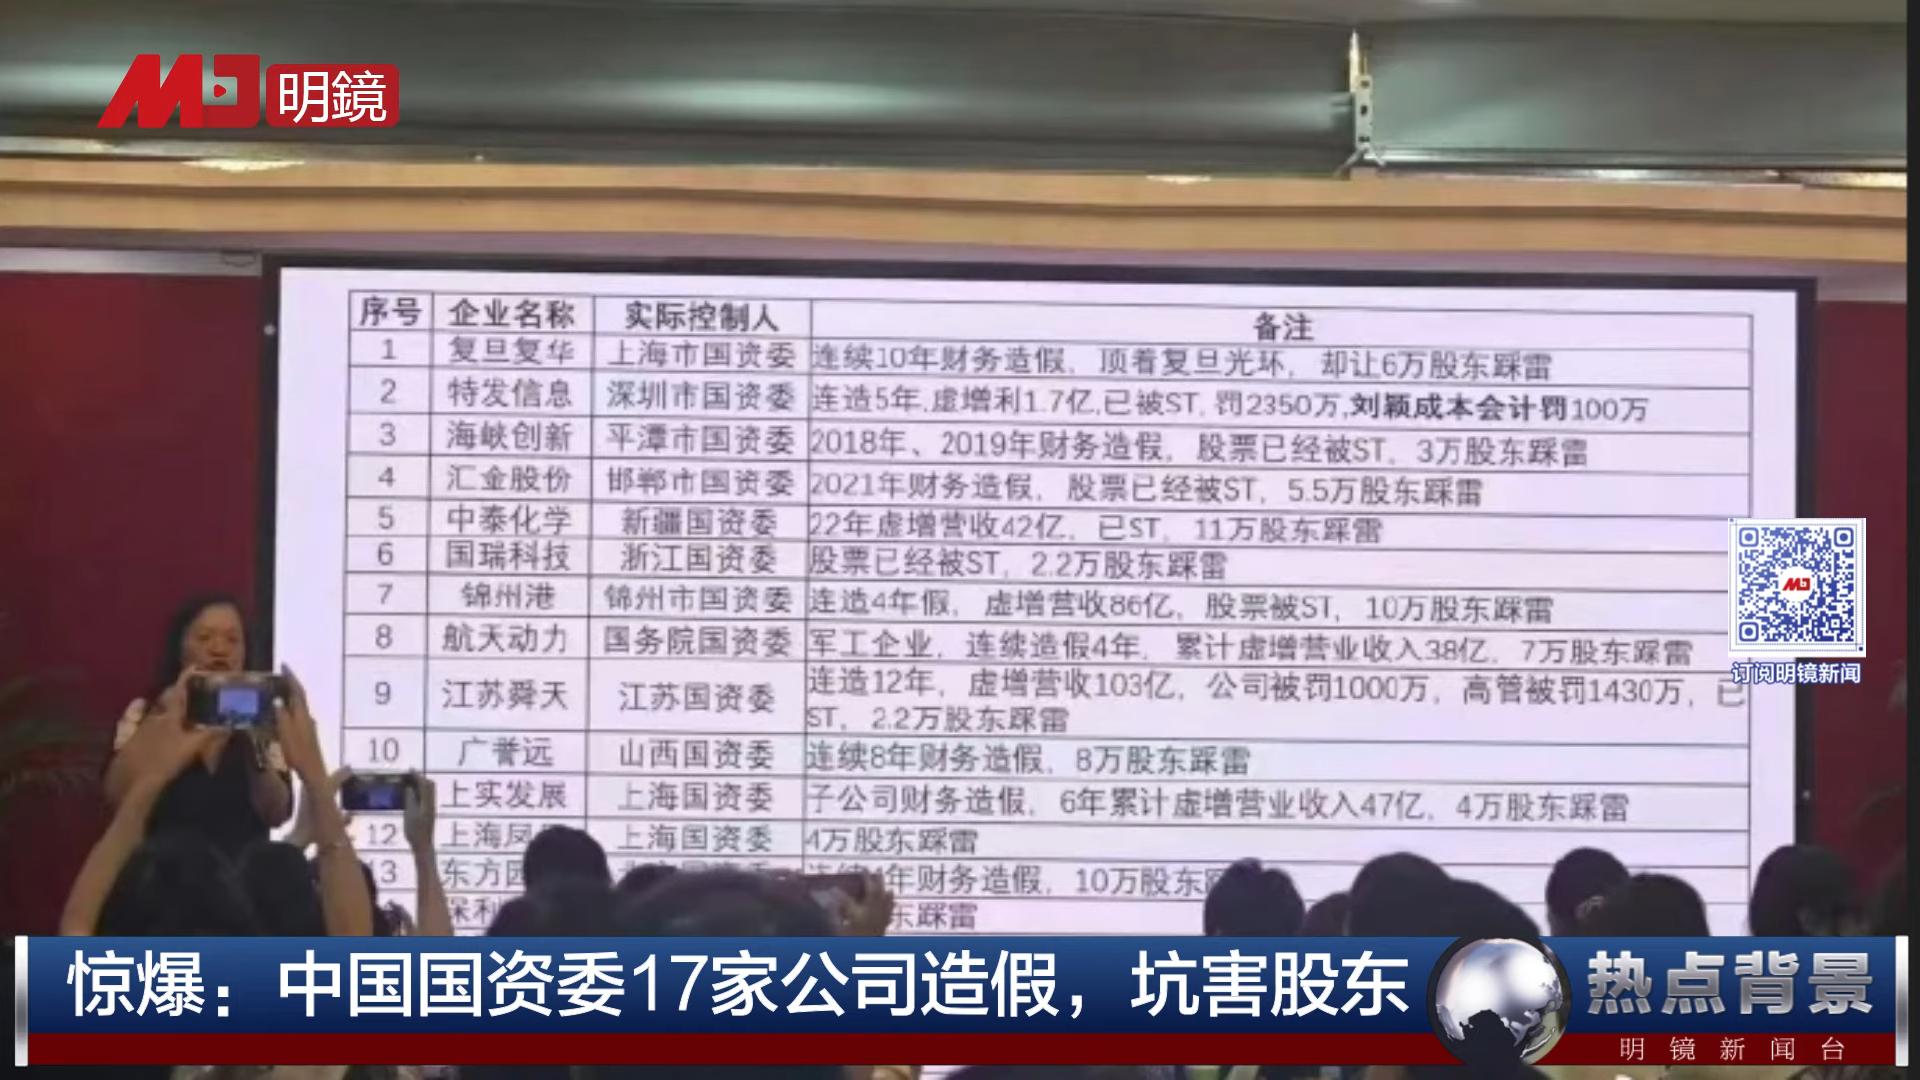 明鏡
序号 企业名称 实际控制人 备注
1 复旦复华 上海市国资委 连续10年财务造假，顶着复旦光环，却让6万股东踩雷
2 特发信息 深圳市国资委 连造5年,虚增利1.7亿,已被ST, 罚2350万,刘颖成本会计罚100万
3 海峡创新 平潭市国资委 2018年、2019年财务造假，股票已经被ST，3万股东踩雷
4 汇金股份 邯郸市国资委 2021年财务造假，股票已经被ST，5.5万股东踩雷
5 中泰化学 新疆国资委 22年虚增营收42亿，已ST，11万股东踩雷
6 国瑞科技 浙江国资委 股票已经被ST，2.2万股东踩雷
7 锦州港 锦州市国资委 连造4年假，虚增营收86亿，股票被ST，10万股东踩雷
8 航天动力 国务院国资委 军工企业，连续造假4年，累计虚增营业收入38亿，7万股东踩雷
9 江苏舜天 江苏国资委 连造12年，虚增营收103亿，公司被罚1000万，高管被罚1430万，已
ST，2.2万股东踩雷
10 广誉远 山西国资委 连续8年财务造假，8万股东踩雷
上实发展 上海国资委 子公司财务造假，6年累计虚增营业收入47亿，4万股东踩雷
12 上海凤 上海国资委 4万股东踩雷
13 东方园 年财务造假，10万股东
保利 东踩雷
订阅明镜新闻
惊爆：中国国资委17家公司造假，坑害股东
热点背景
明镜新闻台